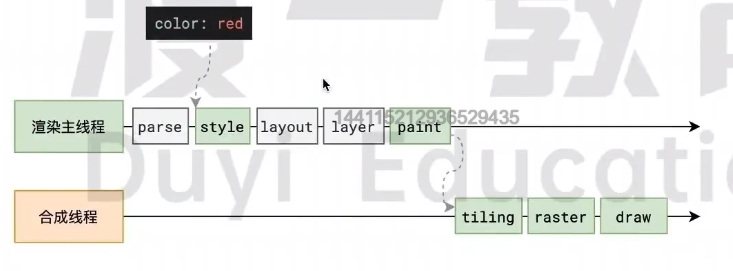 color: red
渡一教
144115212936529435
渲染主线程
parse
style
layout
layer
paint
Duyi Educati
合成线程
tiling
raster
draw